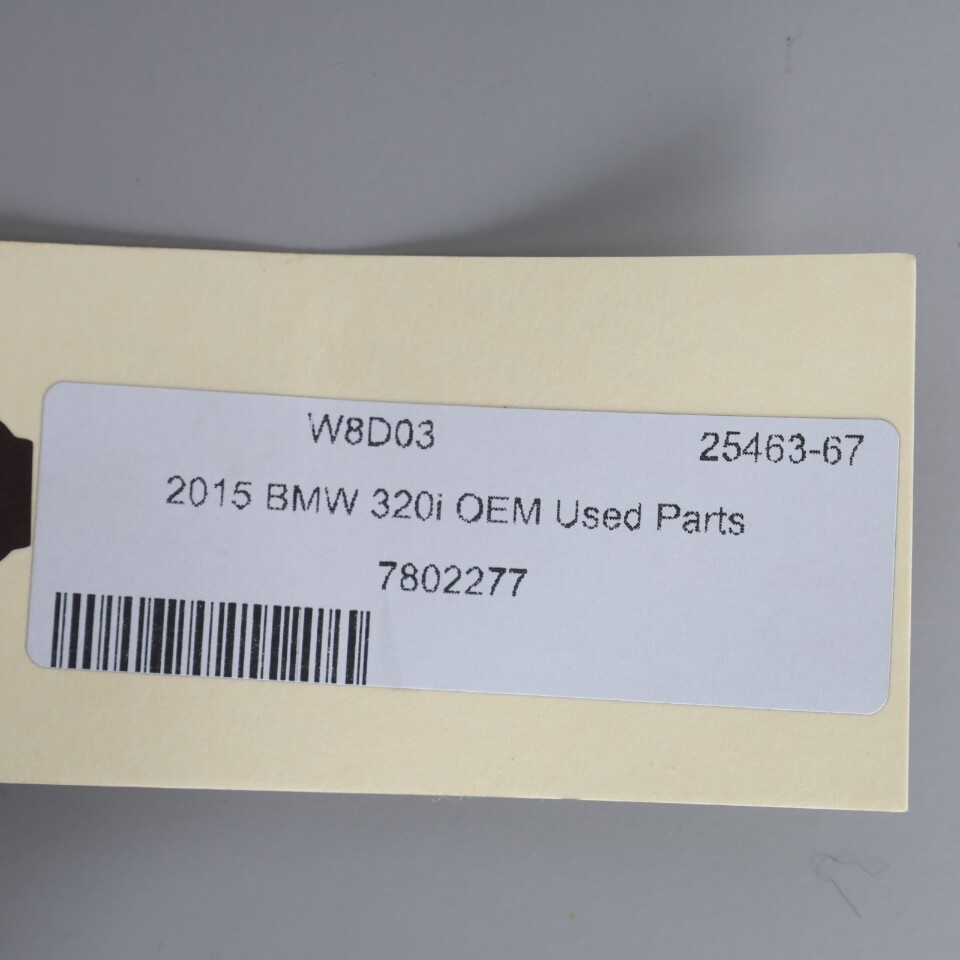 W8D03 25463-67
2015 BMW 320i OEM Used Parts
7802277